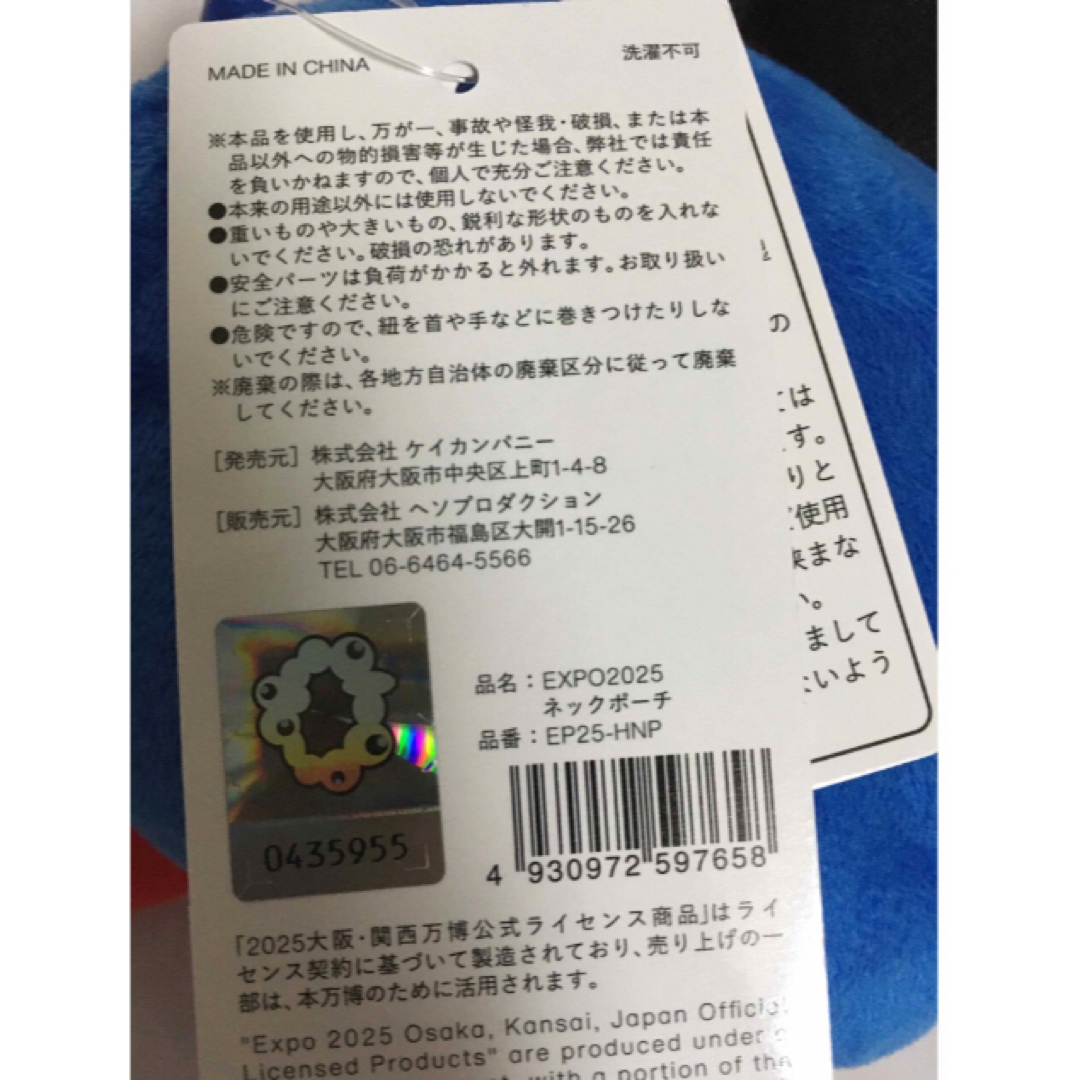 MADE IN CHINA
洗濯不可
※本品を使用し、万が一、事故や怪我・破損、または本
品以外への物的損害等が生じた場合、弊社では責任
を負いかねますので、個人で充分ご注意ください。
●本来の用途以外には使用しないでください。
●重いものや大きいもの、鋭利な形状のものを入れな
いでください。破損の恐れがあります。
●安全パーツは負荷がかかると外れます。お取り扱い
にご注意ください。
●危険ですので、紐を首や手などに巻きつけたりしな
いでください。
※廃棄の際は、各地方自治体の廃棄区分に従って廃棄
してください。
[発売元] 株式会社 ケイカンパニー
大阪府大阪市中央区上町1-4-8
[販売元] 株式会社 ヘソプロダクション
大阪府大阪市福島区大開1-15-26
TEL 06-6464-5566
品名：EXPO2025
ネックポーチ
品番：EP25-HNP
0435955
4 930972 597658
「2025大阪・関西万博公式ライセンス商品」はライ
センス契約に基づいて製造されており、売り上げの一
部は、本万博のために活用されます。
"Expo 2025 Osaka, Kansai, Japan Official
Licensed Products" are produced under a
with a portion of the
の
は
す。
りと
使用
来まな
い。
まして
ないよう